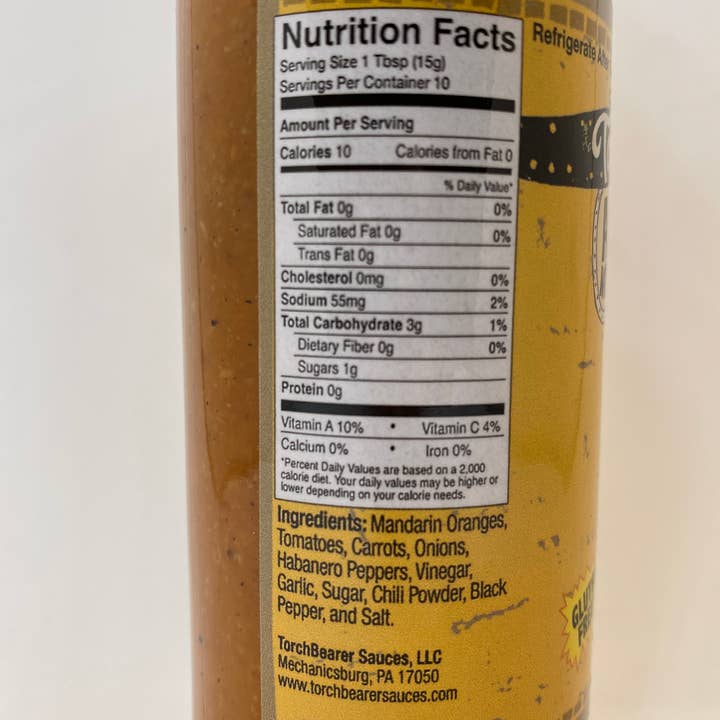 Nutrition Facts
Serving Size 1 Tbsp (15g)
Servings Per Container 10
Amount Per Serving
Calories 10 Calories from Fat 0
% Daily Value*
Total Fat 0g 0%
Saturated Fat 0g 0%
Trans Fat 0g
Cholesterol 0mg 0%
Sodium 55mg 2%
Total Carbohydrate 3g 1%
Dietary Fiber 0g 0%
Sugars 1g
Protein 0g
Vitamin A 10% • Vitamin C 4%
Calcium 0% • Iron 0%
*Percent Daily Values are based on a 2,000
calorie diet. Your daily values may be higher or
lower depending on your calorie needs.
Ingredients: Mandarin Oranges,
Tomatoes, Carrots, Onions,
Habanero Peppers, Vinegar,
Garlic, Sugar, Chili Powder, Black
Pepper, and Salt.
TorchBearer Sauces, LLC
Mechanicsburg, PA 17050
www.torchbearersauces.com
Refrigerate